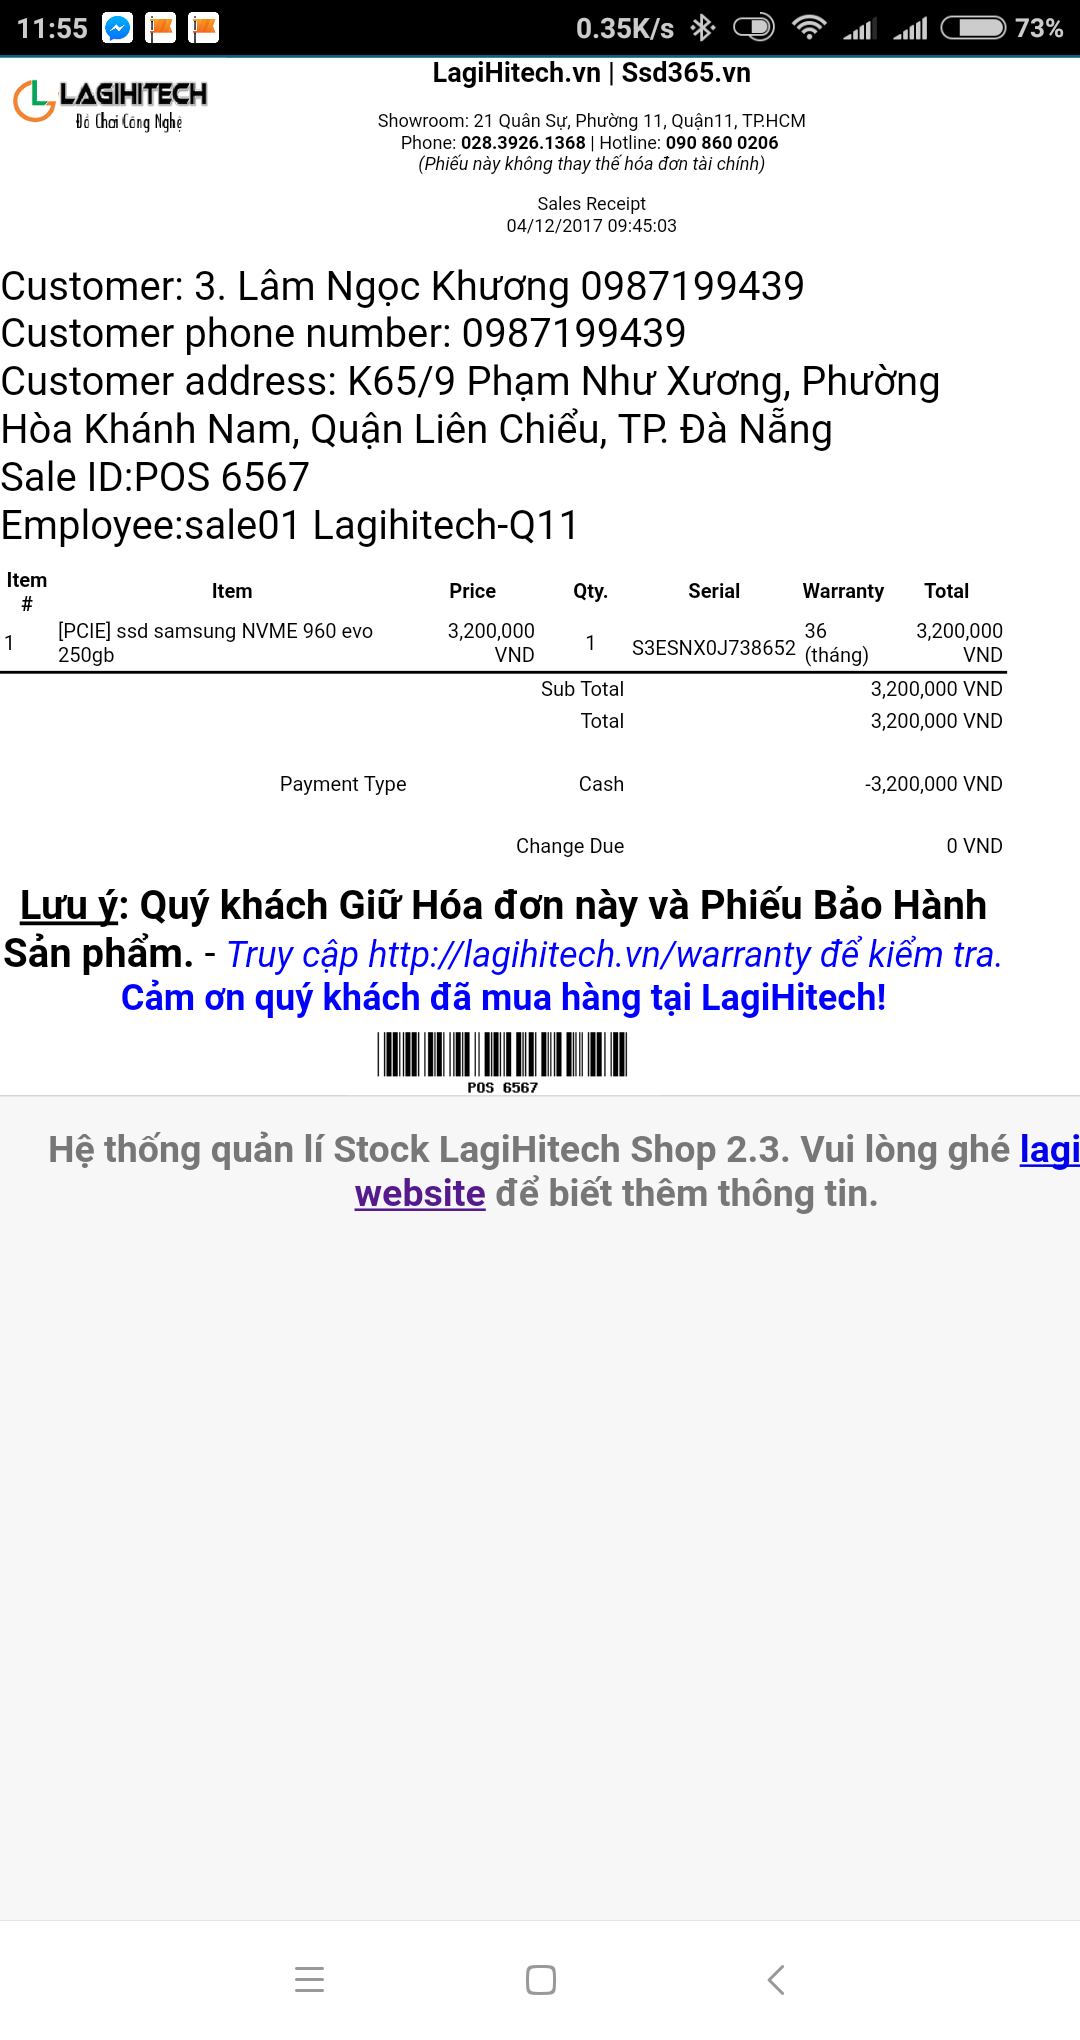 11:55 0.35K/s 73%
LAGIHITECH
Đồ Chơi Công Nghệ
LagiHitech.vn | Ssd365.vn
Showroom: 21 Quân Sự, Phường 11, Quận11, TP.HCM
Phone: 028.3926.1368 | Hotline: 090 860 0206
(Phiếu này không thay thế hóa đơn tài chính)
Sales Receipt
04/12/2017 09:45:03
Customer: 3. Lâm Ngọc Khương 0987199439
Customer phone number: 0987199439
Customer address: K65/9 Phạm Như Xương, Phường
Hòa Khánh Nam, Quận Liên Chiểu, TP. Đà Nẵng
Sale ID:POS 6567
Employee:sale01 Lagihitech-Q11
Item # Item Price Qty. Serial Warranty Total
1 [PCIE] ssd samsung NVME 960 evo 250gb 3,200,000 VND 1 S3ESNX0J738652 36 (tháng) 3,200,000 VND
Sub Total 3,200,000 VND
Total 3,200,000 VND
Payment Type Cash -3,200,000 VND
Change Due 0 VND
Lưu ý: Quý khách Giữ Hóa đơn này và Phiếu Bảo Hành
Sản phẩm. - Truy cập http://lagihitech.vn/warranty để kiểm tra.
Cảm ơn quý khách đã mua hàng tại LagiHitech!
POS 6567
Hệ thống quản lí Stock LagiHitech Shop 2.3. Vui lòng ghé lagi
website để biết thêm thông tin.